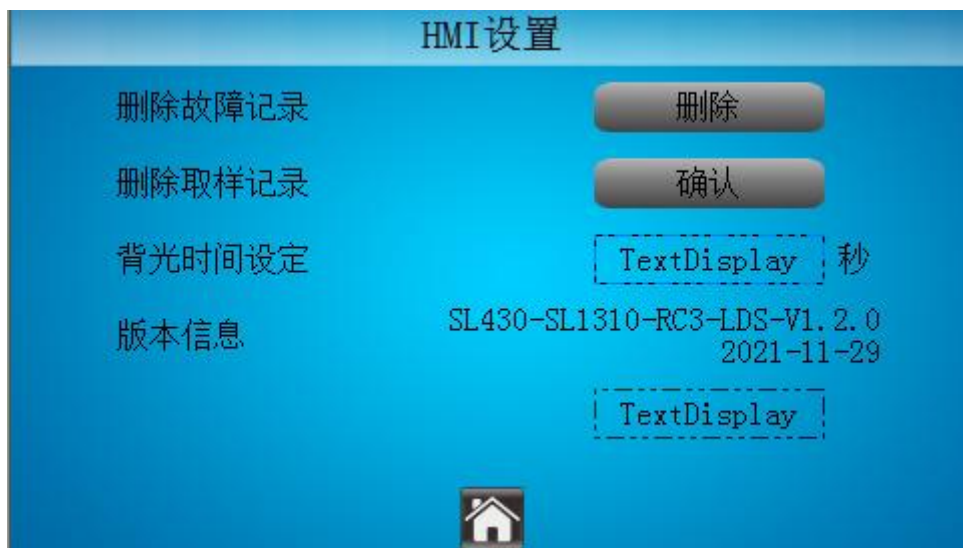 HMI设置
删除故障记录 删除
删除取样记录 确认
背光时间设定 TextDisplay 秒
版本信息 SL430-SL1310-RC3-LDS-V1.2.0
2021-11-29
TextDisplay